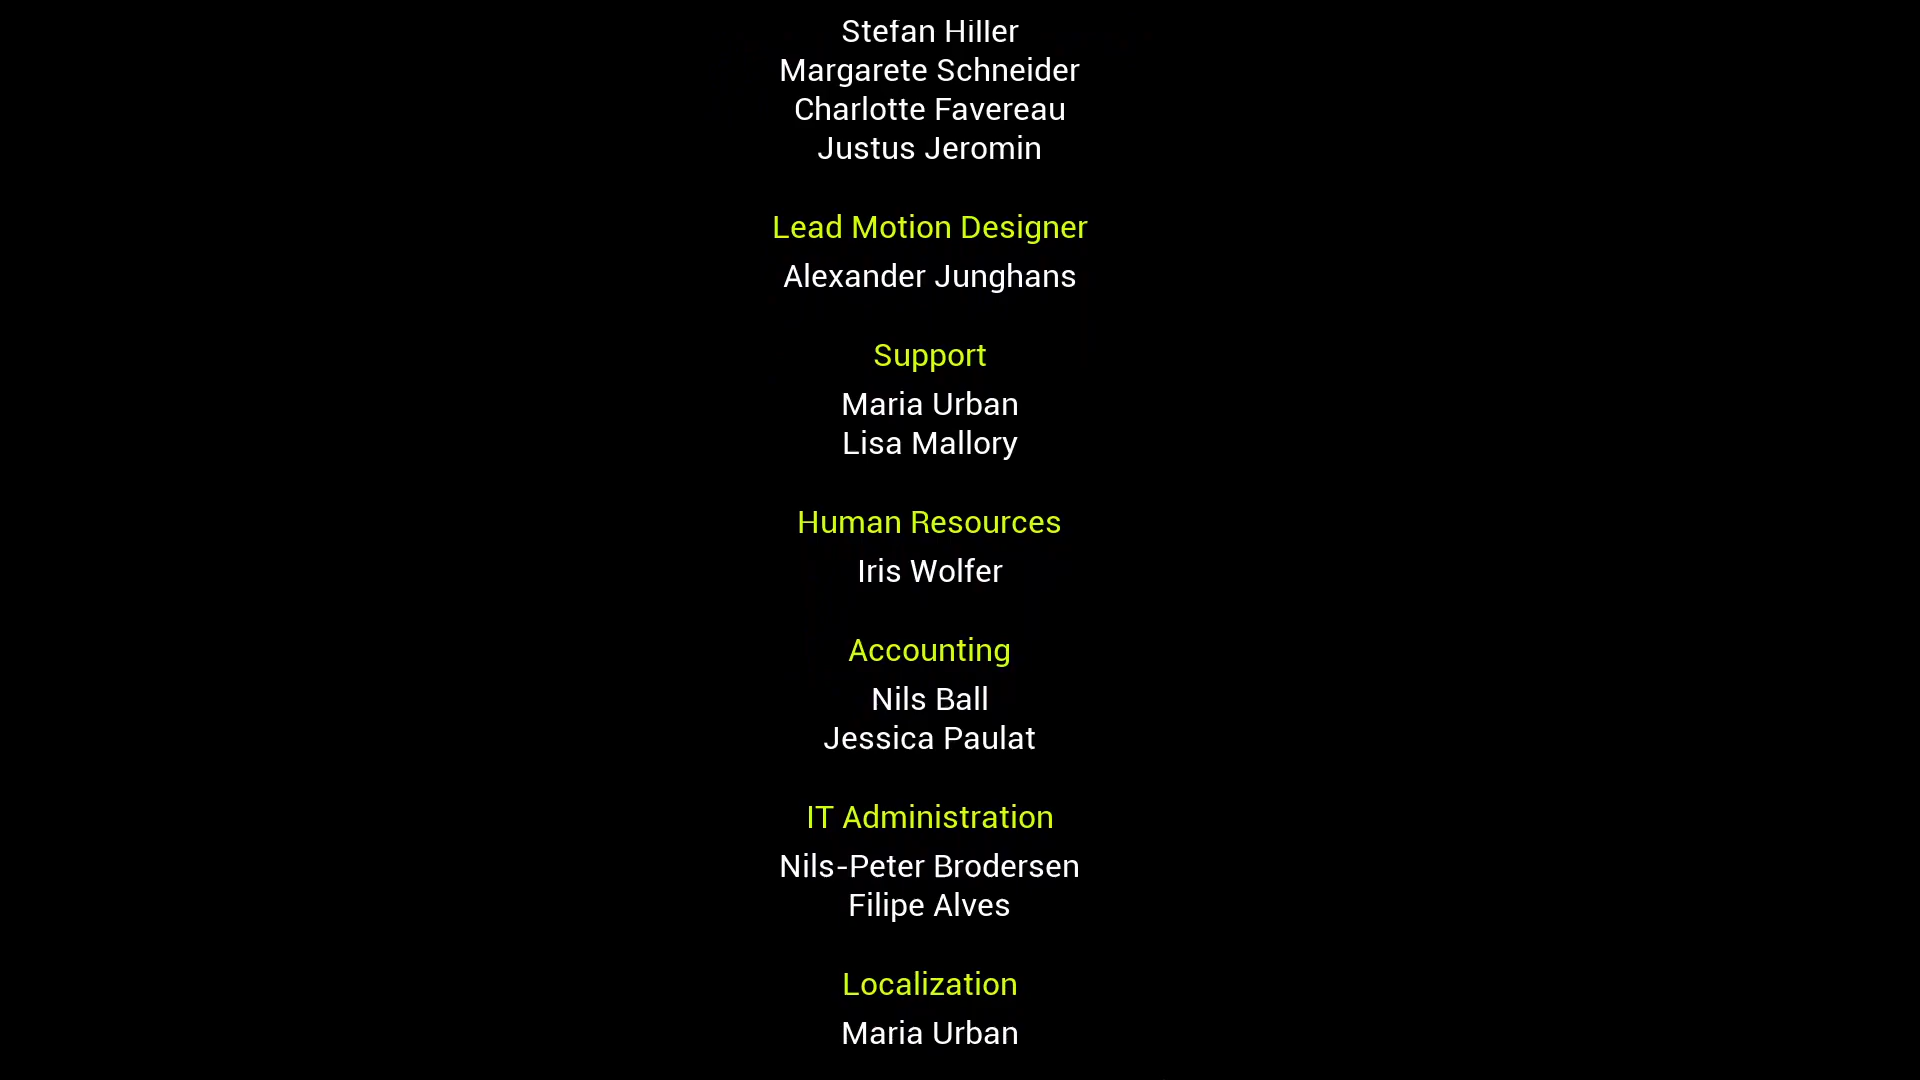 Stefan Hiller
Margarete Schneider
Charlotte Favereau
Justus Jeromin
Lead Motion Designer
Alexander Junghans
Support
Maria Urban
Lisa Mallory
Human Resources
Iris Wolfer
Accounting
Nils Ball
Jessica Paulat
IT Administration
Nils-Peter Brodersen
Filipe Alves
Localization
Maria Urban